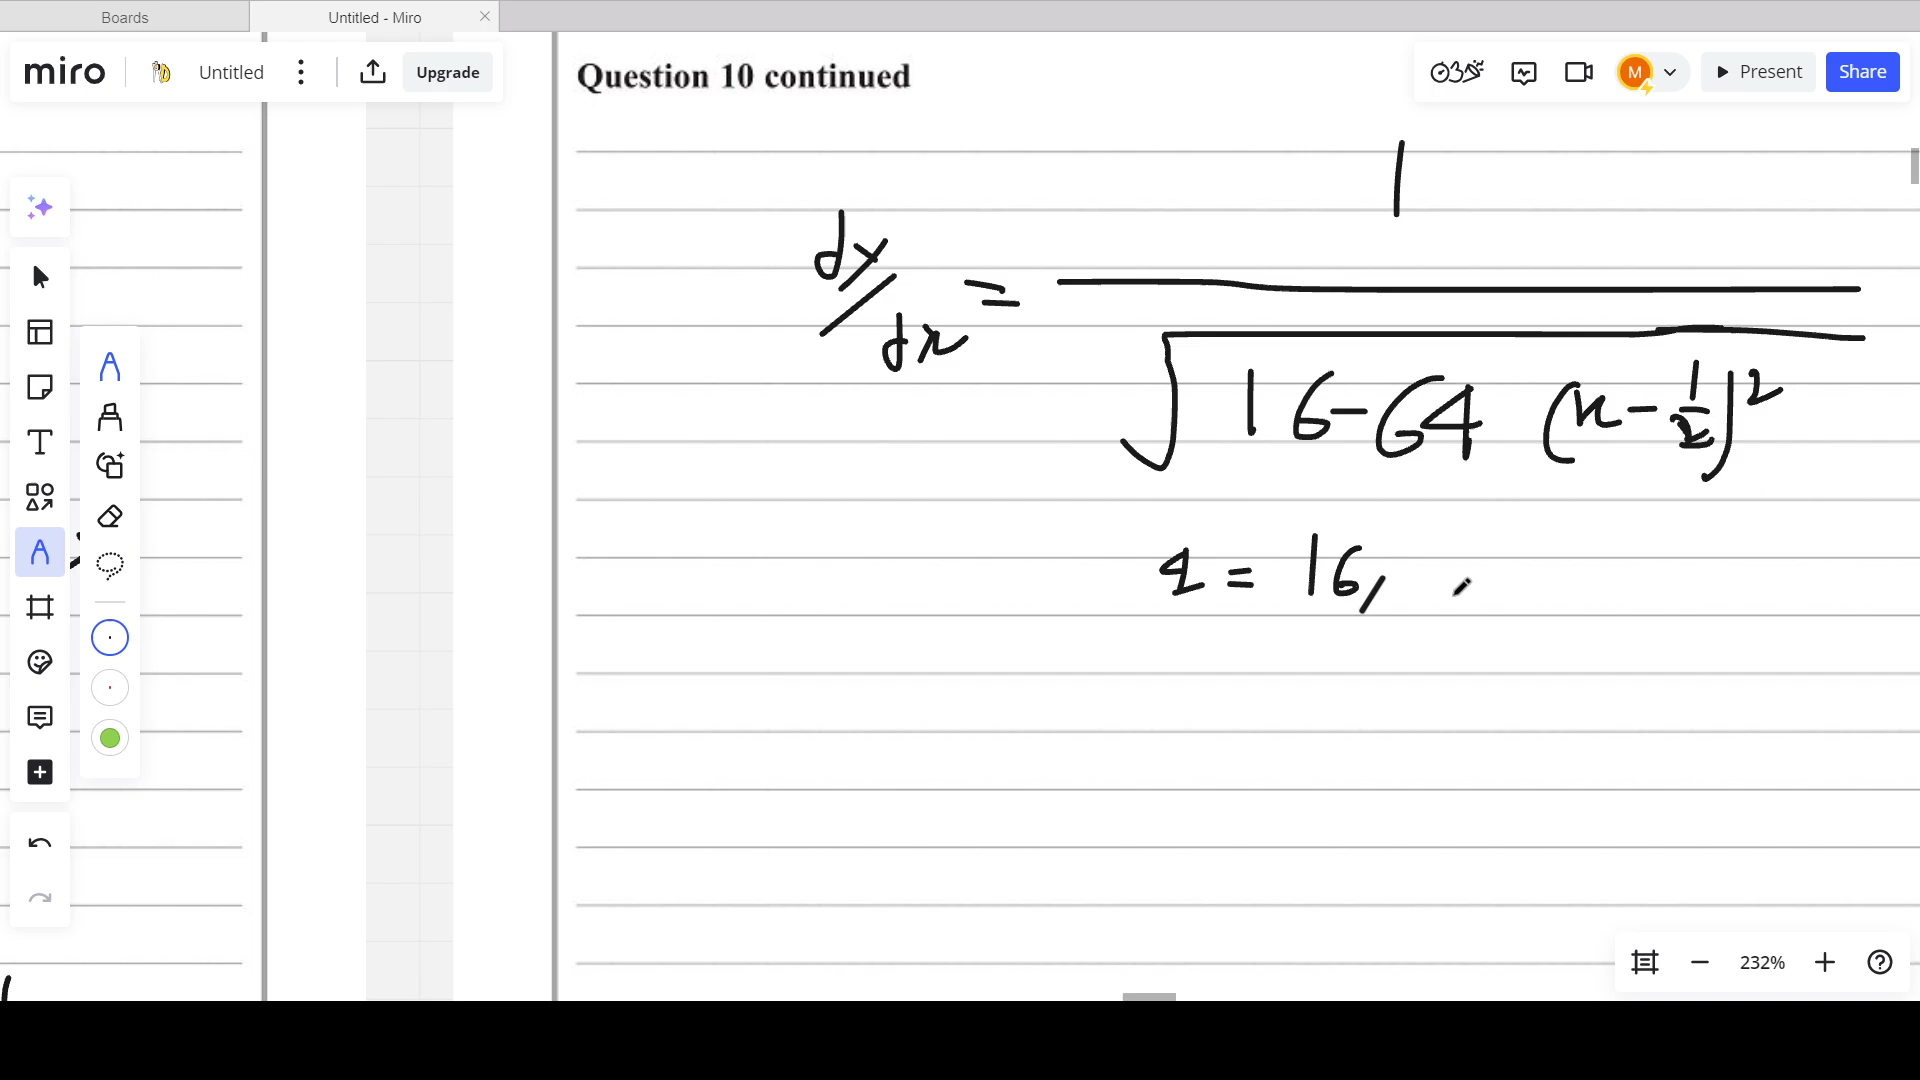 Boards
Untitled - Miro
miro
Untitled
Upgrade
Question 10 continued
M
Present
Share
dy/dx = 1/√(16-64 (x-1/2)²)
q = 16,
232%